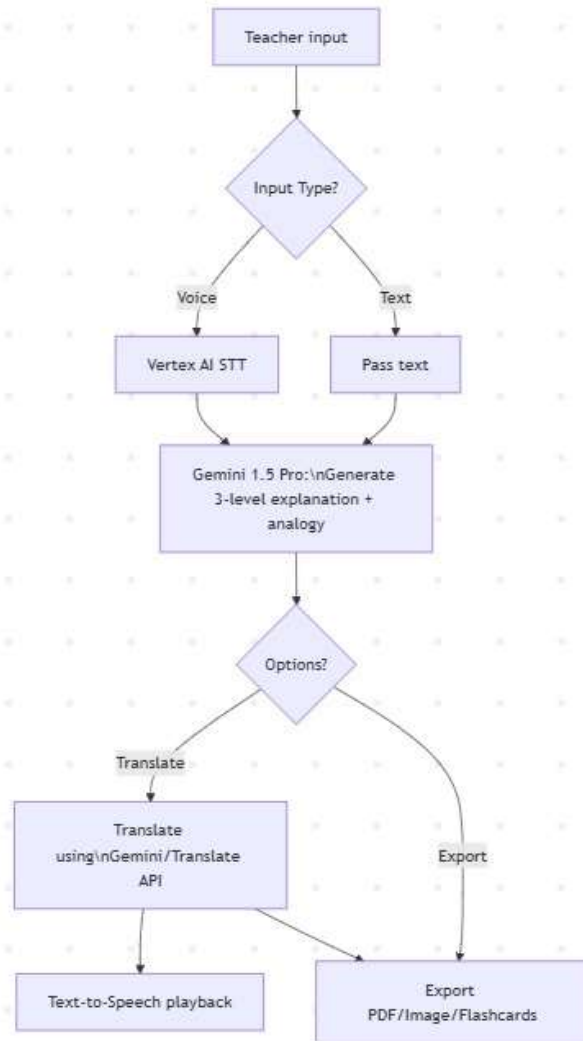 Teacher input
Input Type?
Voice
Text
Vertex AI STT
Pass text
Gemini 1.5 Pro:\nGenerate
3-level explanation +
analogy
Options?
Translate
Translate
using\nGemini/Translate
API
Export
Text-to-Speech playback
Export
PDF/Image/Flashcards